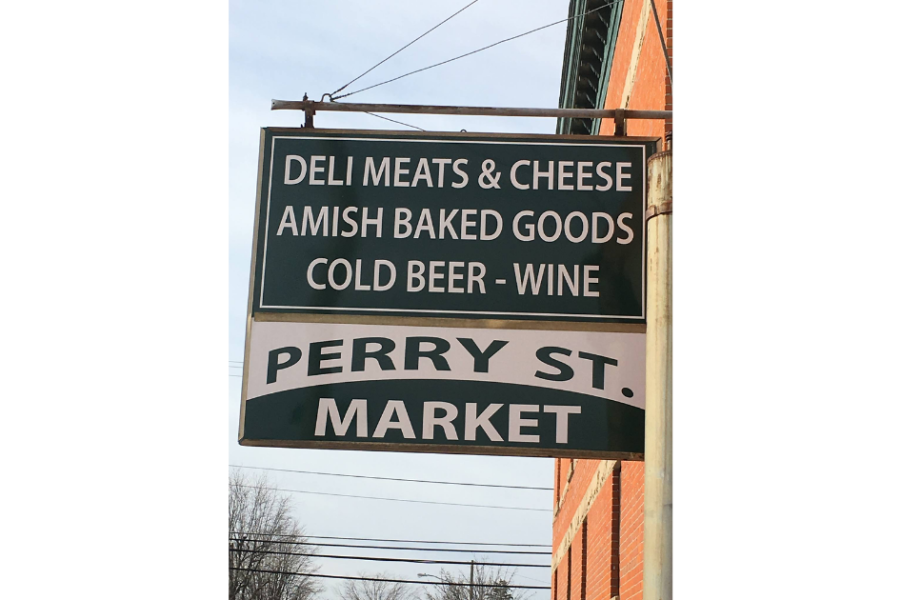 DELI MEATS & CHEESE
AMISH BAKED GOODS
COLD BEER - WINE
PERRY ST.
MARKET